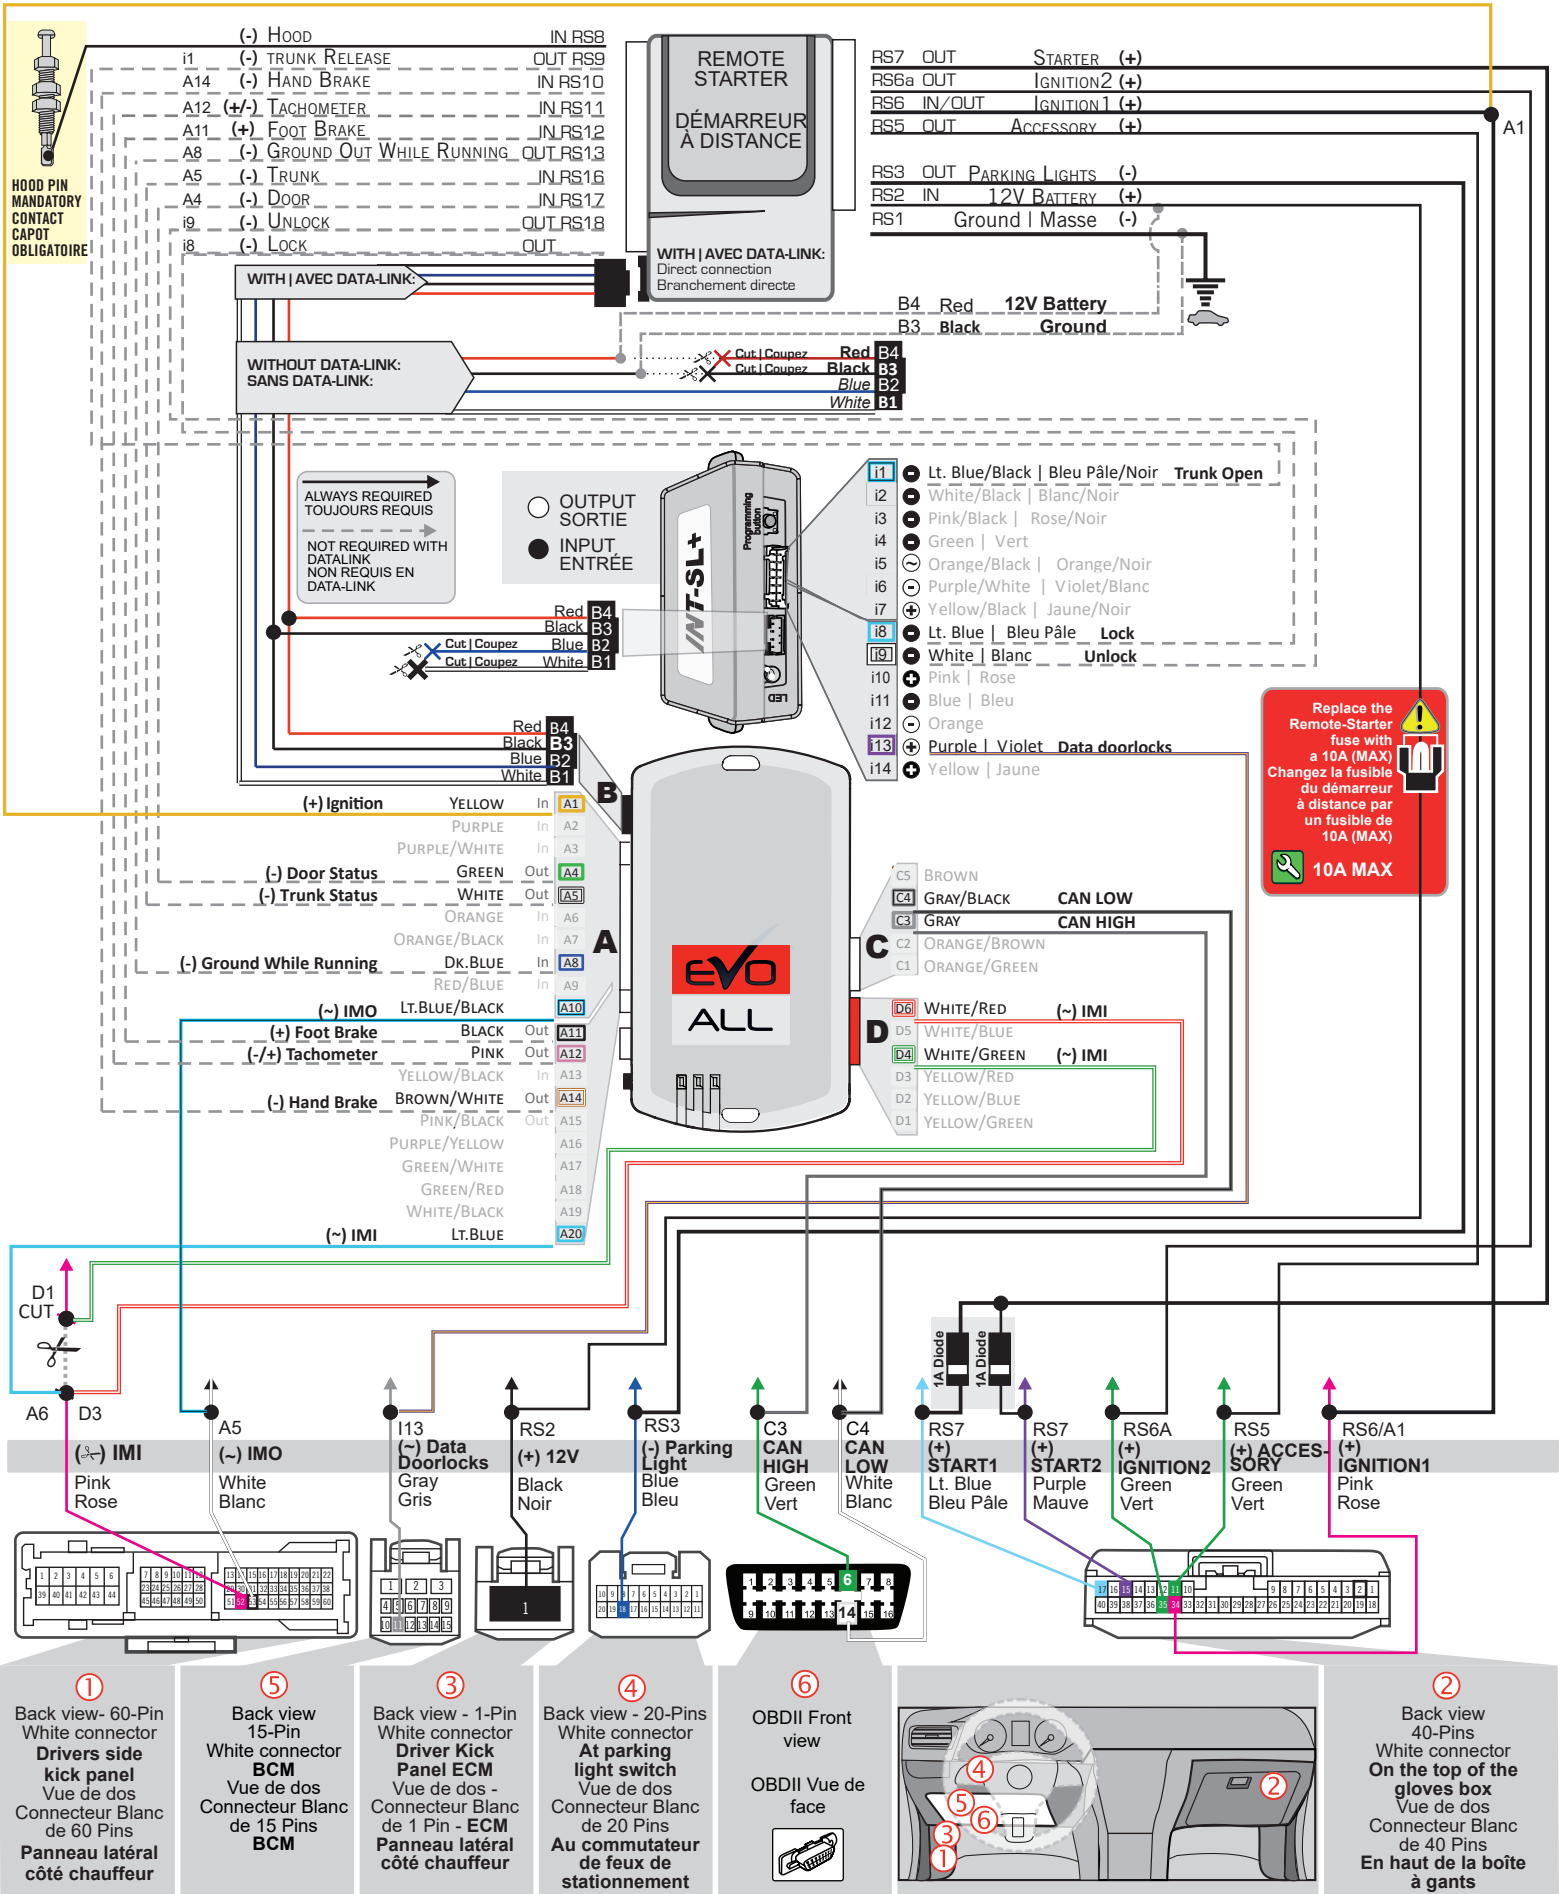 (-) HOOD IN RS8
i1 (-) TRUNK RELEASE OUT RS9
A14 (-) HAND BRAKE IN RS10
A12 (+/-) TACHOMETER IN RS11
A11 (+) FOOT BRAKE IN RS12
A8 (-) GROUND OUT WHILE RUNNING OUT RS13
A5 (-) TRUNK IN RS16
A4 (-) DOOR IN RS17
i9 (-) UNLOCK OUT RS18
i8 (-) LOCK OUT
HOOD PIN
MANDATORY
CONTACT
CAPOT
OBLIGATOIRE
REMOTE
STARTER
DÉMARREUR
À DISTANCE
WITH | AVEC DATA-LINK:
Direct connection
Branchement directe
RS7 OUT STARTER (+)
RS6a OUT IGNITION2 (+)
RS6 IN/OUT IGNITION1 (+)
RS5 OUT ACCESSORY (+)
A1
RS3 OUT PARKING LIGHTS (-)
RS2 IN 12V BATTERY (+)
RS1 Ground | Masse (-)
WITH | AVEC DATA-LINK:
B4 Red 12V Battery
B3 Black Ground
WITHOUT DATA-LINK:
SANS DATA-LINK:
Cut | Coupez Red B4
Cut | Coupez Black B3
Blue B2
White B1
ALWAYS REQUIRED
TOUJOURS REQUIS
NOT REQUIRED WITH
DATALINK
NON REQUIS EN
DATA-LINK
OUTPUT
SORTIE
INPUT
ENTRÉE
Programming
button
INT-SL+
LED
Red B4
Black B3
Cut | Coupez Blue B2
Cut | Coupez White B1
i1 Lt. Blue/Black | Bleu Pâle/Noir Trunk Open
i2 White/Black | Blanc/Noir
i3 Pink/Black | Rose/Noir
i4 Green | Vert
i5 Orange/Black | Orange/Noir
i6 Purple/White | Violet/Blanc
i7 Yellow/Black | Jaune/Noir
i8 Lt. Blue | Bleu Pâle Lock
i9 White | Blanc Unlock
i10 Pink | Rose
i11 Blue | Bleu
i12 Orange
i13 Purple | Violet Data doorlocks
i14 Yellow | Jaune
Replace the
Remote-Starter
fuse with
a 10A (MAX)
Changez la fusible
du démarreur
à distance par
un fusible de
10A (MAX)
10A MAX
Red B4
Black B3
Blue B2
White B1
B
(+) Ignition YELLOW In A1
PURPLE In A2
PURPLE/WHITE In A3
(-) Door Status GREEN Out A4
(-) Trunk Status WHITE Out A5
ORANGE In A6
ORANGE/BLACK In A7
(-) Ground While Running DK.BLUE In A8
RED/BLUE In A9
(~) IMO LT.BLUE/BLACK A10
(+) Foot Brake BLACK Out A11
(-/+) Tachometer PINK Out A12
YELLOW/BLACK In A13
(-) Hand Brake BROWN/WHITE Out A14
PINK/BLACK Out A15
PURPLE/YELLOW A16
GREEN/WHITE A17
GREEN/RED A18
WHITE/BLACK A19
(~) IMI LT.BLUE A20
A
EVO
ALL
C
C5 BROWN
C4 GRAY/BLACK CAN LOW
C3 GRAY CAN HIGH
C2 ORANGE/BROWN
C1 ORANGE/GREEN
D
D6 WHITE/RED (~) IMI
D5 WHITE/BLUE
D4 WHITE/GREEN (~) IMI
D3 YELLOW/RED
D2 YELLOW/BLUE
D1 YELLOW/GREEN
D1
CUT
A6 D3
( ) IMI
Pink
Rose
A5
(~) IMO
White
Blanc
I13
(~) Data
Doorlocks
Gray
Gris
RS2
(+) 12V
Black
Noir
RS3
(-) Parking
Light
Blue
Bleu
C3
CAN
HIGH
Green
Vert
C4
CAN
LOW
White
Blanc
1A Diode
1A Diode
RS7
(+)
START1
Lt. Blue
Bleu Pâle
RS7
(+)
START2
Purple
Mauve
RS6A
(+)
IGNITION2
Green
Vert
RS5
(+) ACCES-
SORY
Green
Vert
RS6/A1
(+)
IGNITION1
Pink
Rose
1
6
14
1
Back view- 60-Pin
White connector
Drivers side
kick panel
Vue de dos
Connecteur Blanc
de 60 Pins
Panneau latéral
côté chauffeur
5
Back view
15-Pin
White connector
BCM
Vue de dos
Connecteur Blanc
de 15 Pins
BCM
3
Back view - 1-Pin
White connector
Driver Kick
Panel ECM
Vue de dos -
Connecteur Blanc
de 1 Pin - ECM
Panneau latéral
côté chauffeur
4
Back view - 20-Pins
White connector
At parking
light switch
Vue de dos
Connecteur Blanc
de 20 Pins
Au commutateur
de feux de
stationnement
6
OBDII Front
view
OBDII Vue de
face
4
5
6
3
1
2
2
Back view
40-Pins
White connector
On the top of the
gloves box
Vue de dos
Connecteur Blanc
de 40 Pins
En haut de la boîte
à gants